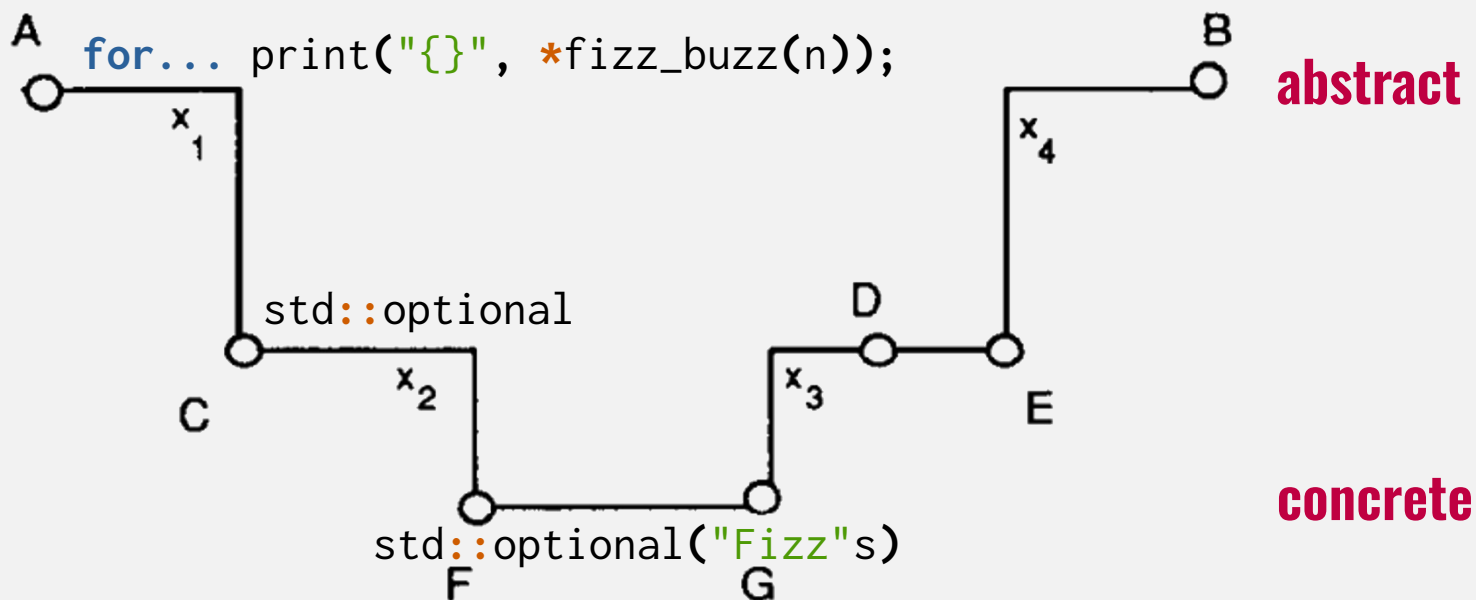 A
B
for... print("{}", *fizz_buzz(n));
abstract
x1
x4
std::optional
D
x2
x3
C
E
concrete
std::optional("Fizz"s)
F
G